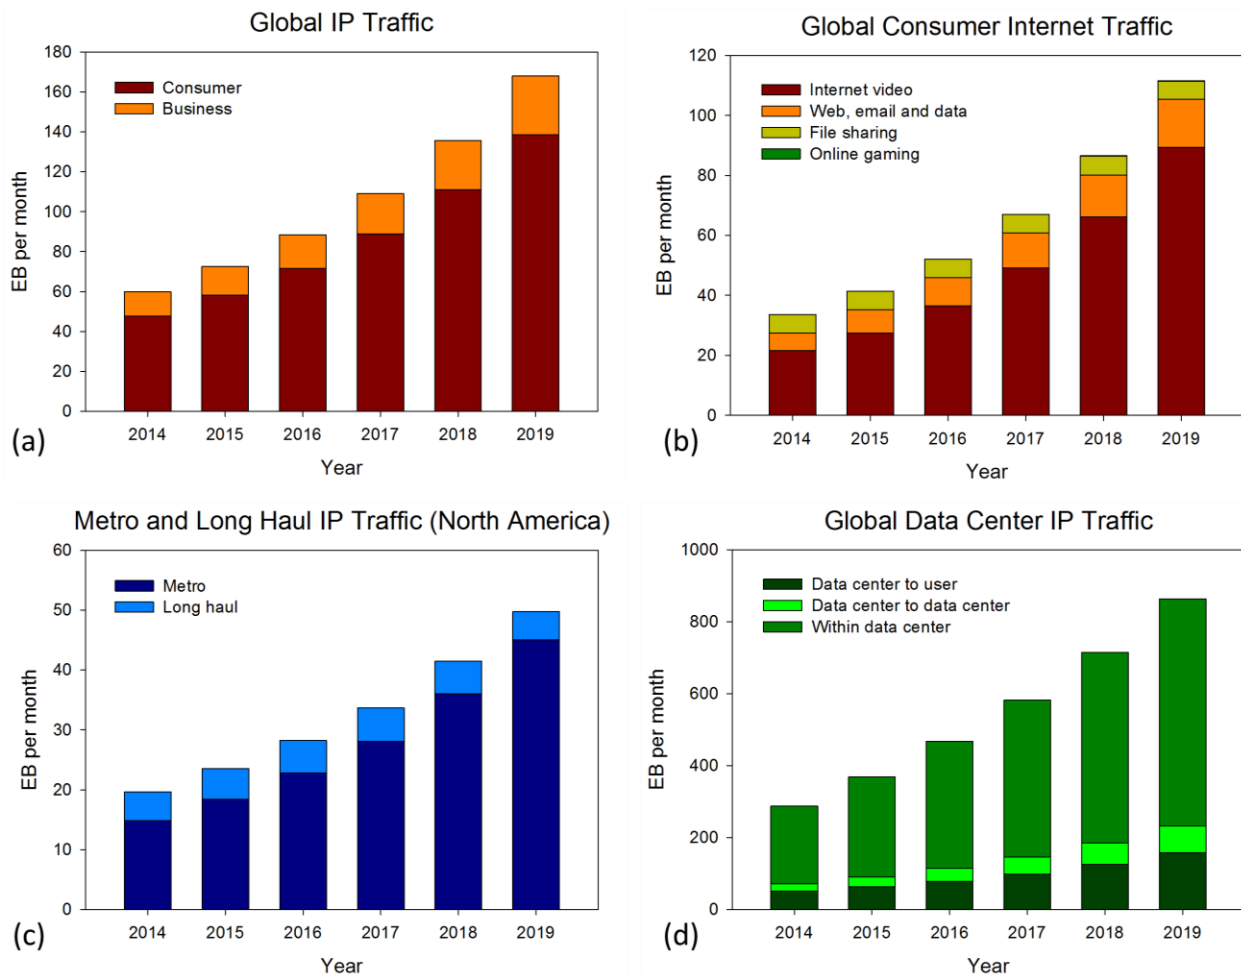 Global IP Traffic
180
160
140
120
100
80
60
40
20
0
EB per month
Consumer
Business
2014 2015 2016 2017 2018 2019
Year
(a)
Global Consumer Internet Traffic
120
100
80
60
40
20
0
EB per month
Internet video
Web, email and data
File sharing
Online gaming
2014 2015 2016 2017 2018 2019
Year
(b)
Metro and Long Haul IP Traffic (North America)
60
50
40
30
20
10
0
EB per month
Metro
Long haul
2014 2015 2016 2017 2018 2019
Year
(c)
Global Data Center IP Traffic
1000
800
600
400
200
0
EB per month
Data center to user
Data center to data center
Within data center
2014 2015 2016 2017 2018 2019
Year
(d)